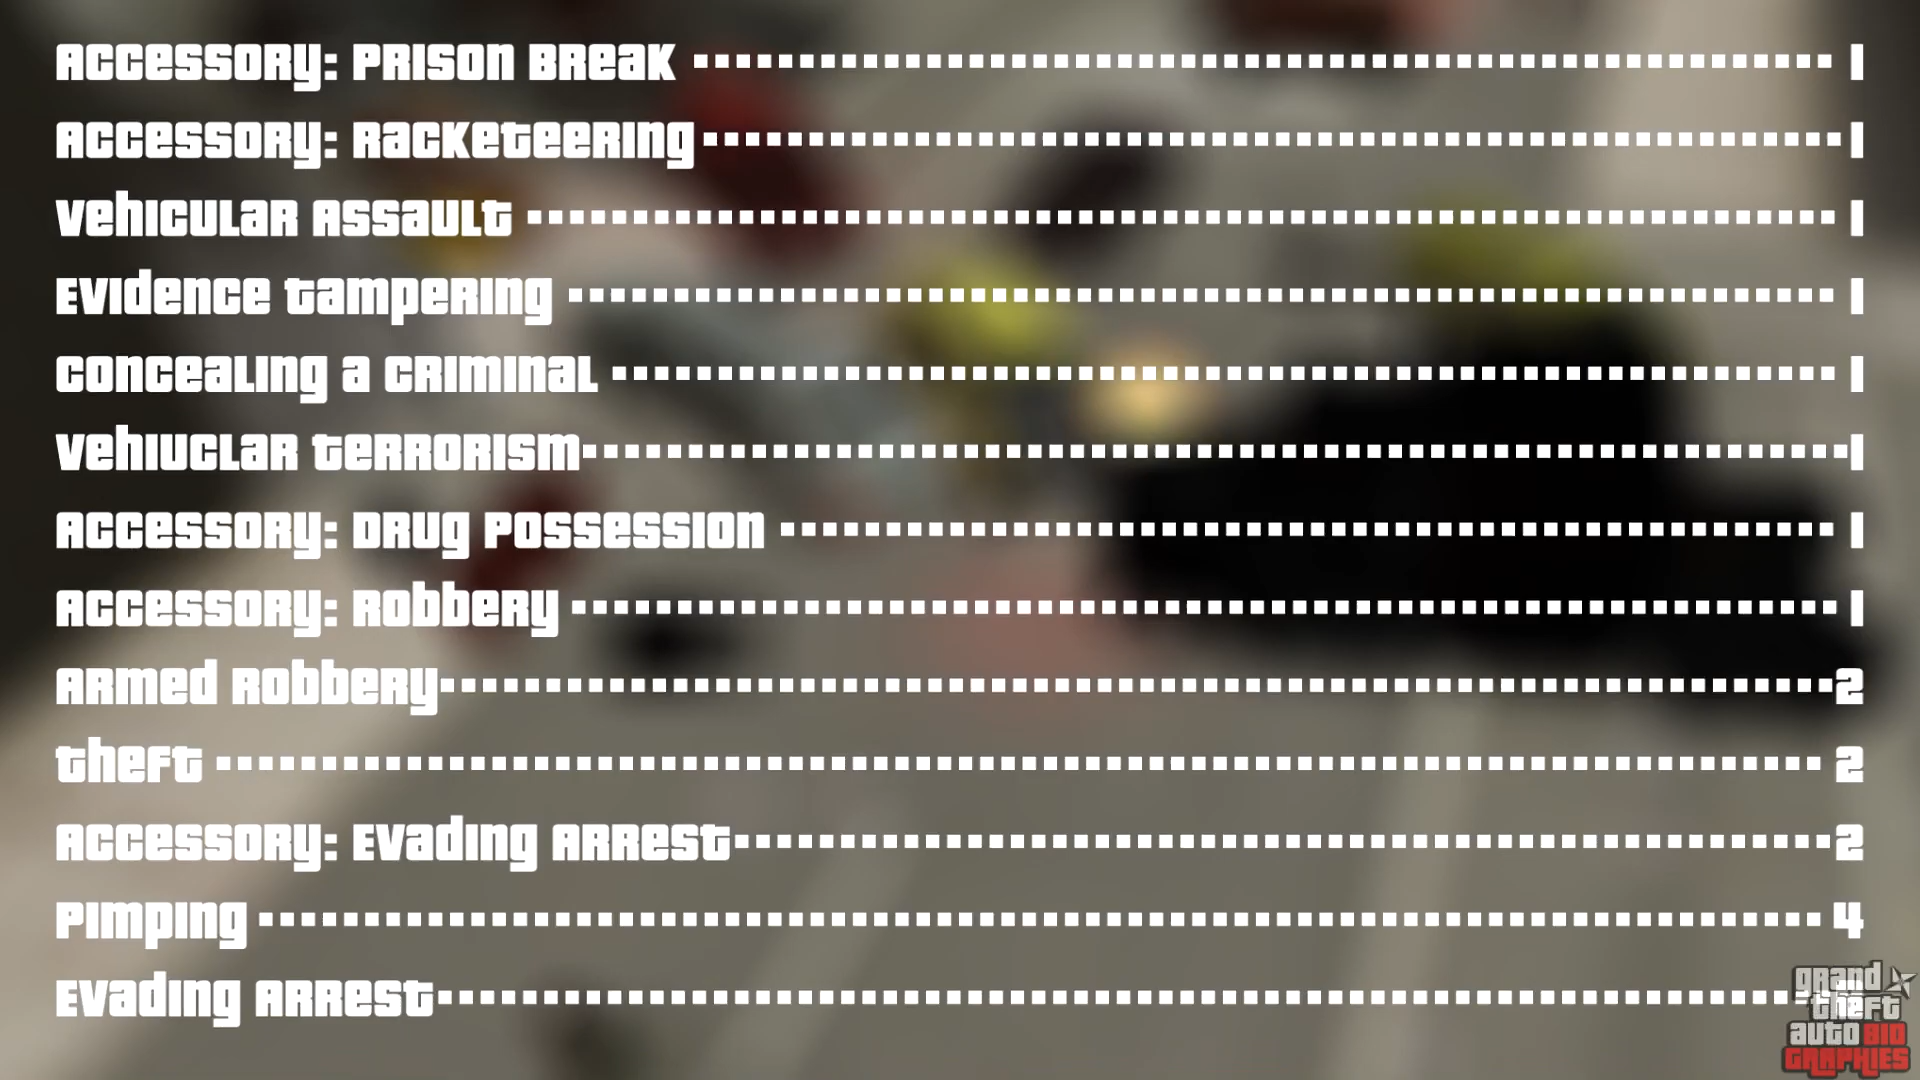 Accessory: Prison Break 1
Accessory: Racketeering 1
Vehicular Assault 1
Evidence Tampering 1
Concealing a Criminal 1
Vehiuclar Terrorism 1
Accessory: Drug Possession 1
Accessory: Robbery 1
Armed Robbery 2
Theft 2
Accessory: Evading Arrest 2
Pimping 4
Evading Arrest
grand
theft
auto BIO
GRAPHIES